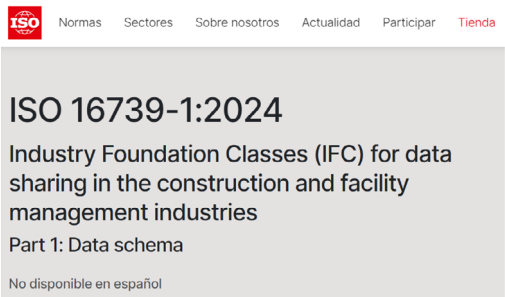 ISO Normas Sectores Sobre nosotros Actualidad Participar Tienda
ISO 16739-1:2024
Industry Foundation Classes (IFC) for data
sharing in the construction and facility
management industries
Part 1: Data schema
No disponible en español